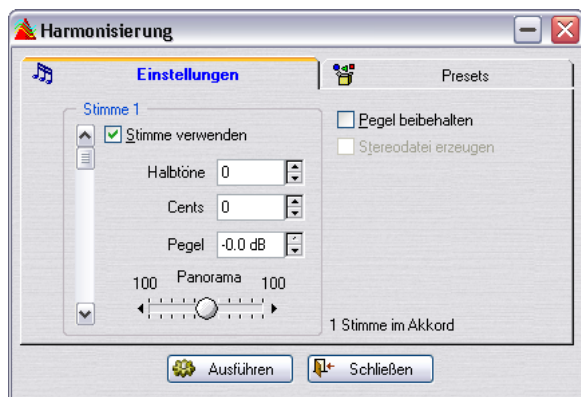 Harmonisierung
Einstellungen
Presets
Stimme 1
Stimme verwenden
Halbtöne 0
Cents 0
Pegel -0.0 dB
Panorama
100 100
Pegel beibehalten
Stereodatei erzeugen
1 Stimme im Akkord
Ausführen
Schließen